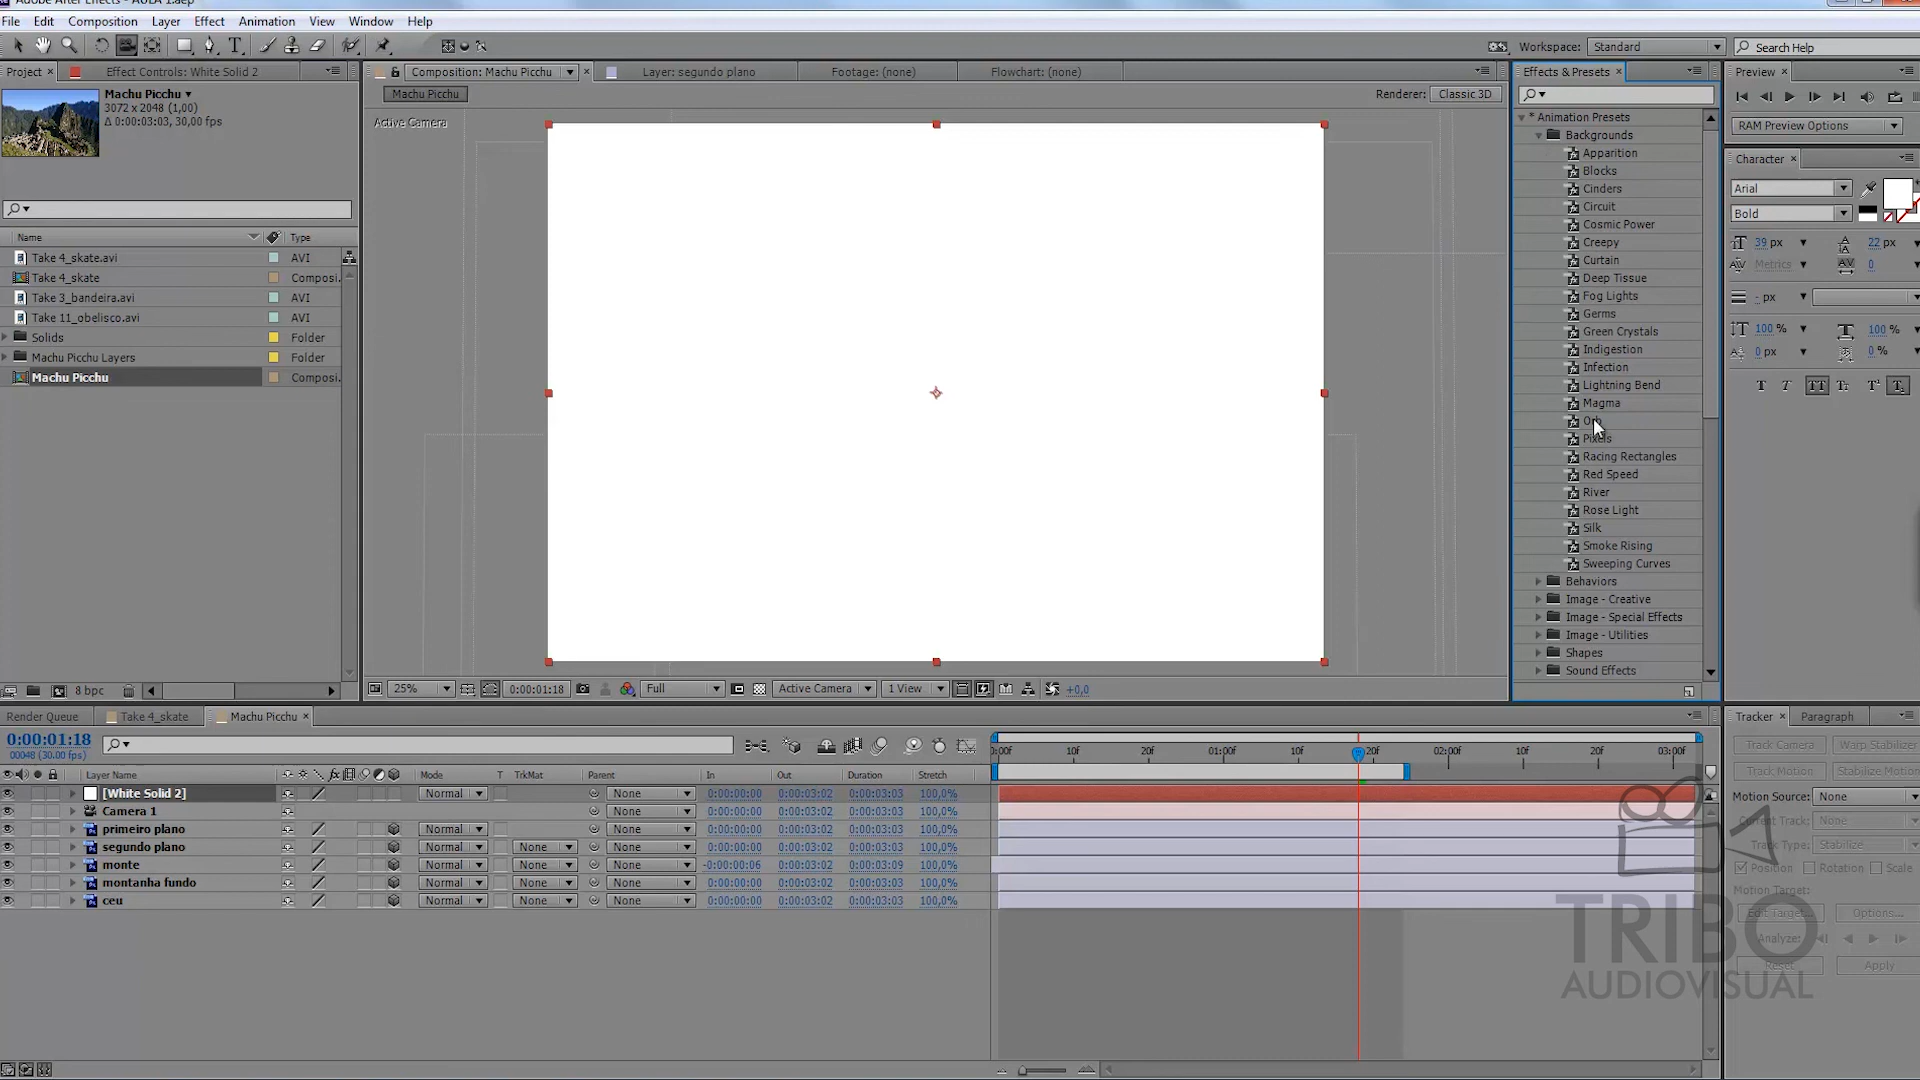 Adobe After Effects - AULA 1.aep
File Edit Composition Layer Effect Animation View Window Help
Workspace: Standard Search Help
Project Effect Controls: White Solid 2 Composition: Machu Picchu Layer: segundo plano Footage: (none) Flowchart: (none) Effects & Presets Preview
Machu Picchu
3072 x 2048 (1,00)
Δ 0:00:03:03, 30,00 fps
Machu Picchu Renderer: Classic 3D
Active Camera
RAM Preview Options
Character
Arial
Bold
39 px 22 px
Metrics 0
- px
100 % 100 %
0 px 0 %
T T TT Tt T¹ T₁
Name Type
Take 4_skate.avi AVI
Take 4_skate Composi.
Take 3_bandeira.avi AVI
Take 11_obelisco.avi AVI
Solids Folder
Machu Picchu Layers Folder
Machu Picchu Composi.
8 bpc
* Animation Presets
Backgrounds
Apparition
Blocks
Cinders
Circuit
Cosmic Power
Creepy
Curtain
Deep Tissue
Fog Lights
Germs
Green Crystals
Indigestion
Infection
Lightning Bend
Magma
Orb
Pixels
Racing Rectangles
Red Speed
River
Rose Light
Silk
Smoke Rising
Sweeping Curves
Behaviors
Image - Creative
Image - Special Effects
Image - Utilities
Shapes
Sound Effects
25% 0:00:01:18 Full Active Camera 1 View +0,0
Render Queue Take 4_skate Machu Picchu
0:00:01:18
00048 (30.00 fps)
0:00f 10f 20f 01:00f 10f 20f 02:00f 10f 20f 03:00f
Layer Name Mode T TrkMat Parent In Out Duration Stretch
[White Solid 2] Normal None 0:00:00:00 0:00:03:02 0:00:03:03 100,0%
Camera 1 None 0:00:00:00 0:00:03:02 0:00:03:03 100,0%
primeiro plano Normal None 0:00:00:00 0:00:03:02 0:00:03:03 100,0%
segundo plano Normal None None 0:00:00:00 0:00:03:02 0:00:03:03 100,0%
monte Normal None None -0:00:00:06 0:00:03:02 0:00:03:09 100,0%
montanha fundo Normal None None 0:00:00:00 0:00:03:02 0:00:03:03 100,0%
ceu Normal None None 0:00:00:00 0:00:03:02 0:00:03:03 100,0%
Tracker Paragraph
Track Camera Warp Stabilizer
Track Motion Stabilize Motion
Motion Source: None
Current Track: None
Track Type: Stabilize
Position Rotation Scale
Motion Target:
Edit Target... Options...
Analyze:
Reset Apply
TRIBO
AUDIOVISUAL